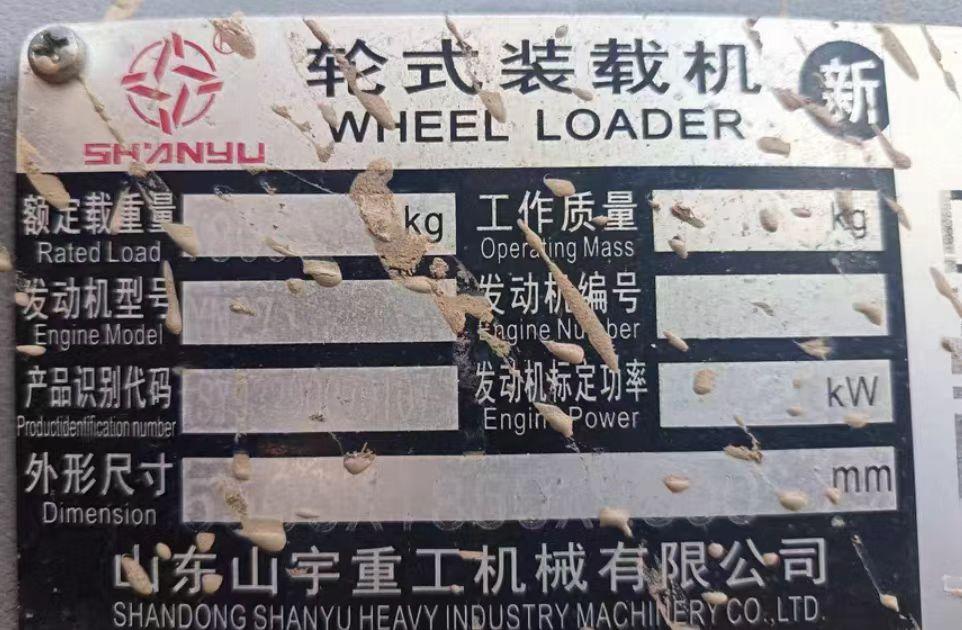 SHANYU
轮式装载机
WHEEL LOADER
新
额定载重量 kg 工作质量 kg
Rated Load Operating Mass
发动机型号 发动机编号
Engine Model Engine Number
产品识别代码 发动机标定功率 kW
Productidentification number Engine Power
外形尺寸 mm
Dimension
山东山宇重工机械有限公司
SHANDONG SHANYU HEAVY INDUSTRY MACHINERY CO.,LTD.